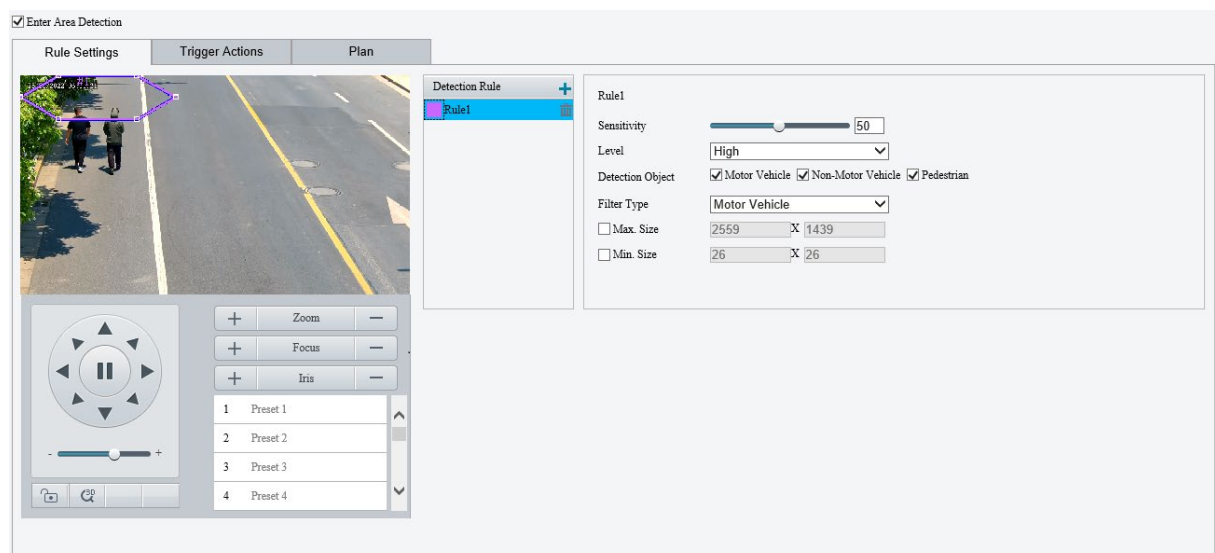 Enter Area Detection
Rule Settings Trigger Actions Plan
Detection Rule
Rule1
Rule1
Sensitivity 50
Level High
Detection Object Motor Vehicle Non-Motor Vehicle Pedestrian
Filter Type Motor Vehicle
Max. Size 2559 X 1439
Min. Size 26 X 26
Zoom
Focus
Iris
1 Preset 1
2 Preset 2
3 Preset 3
4 Preset 4
3D